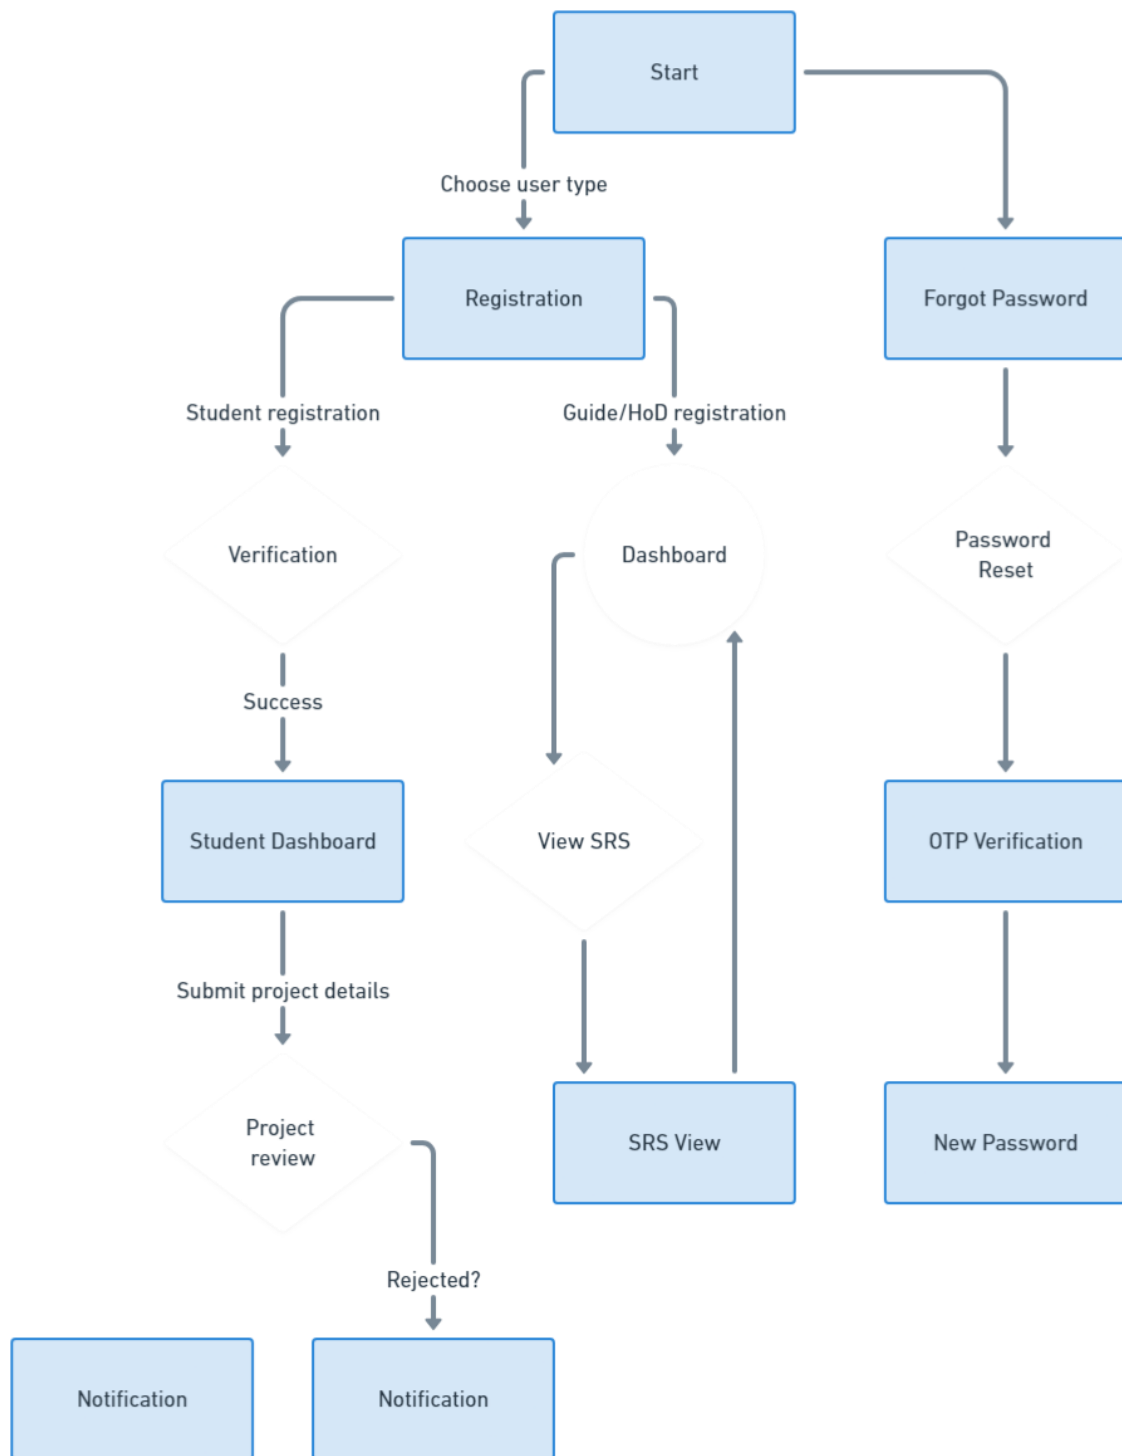 Start
Choose user type
Registration
Forgot Password
Student registration
Guide/HoD registration
Verification
Dashboard
Password
Reset
Success
Student Dashboard
View SRS
OTP Verification
Submit project details
Project
review
SRS View
New Password
Rejected?
Notification
Notification